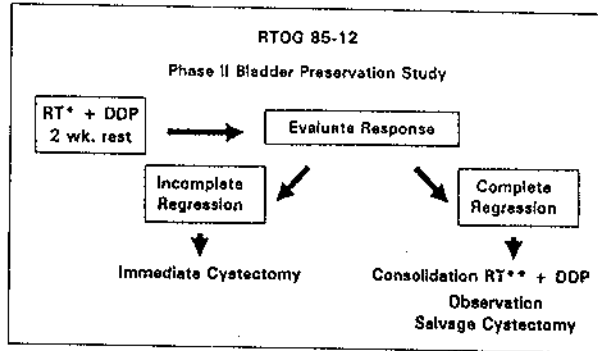 RTOG 85-12
Phase II Bladder Preservation Study
RT* + DDP
2 wk. rest
Evaluate Response
Incomplete
Regression
Complete
Regression
Immediate Cystectomy
Consolidation RT** + DDP
Observation
Salvage Cystectomy